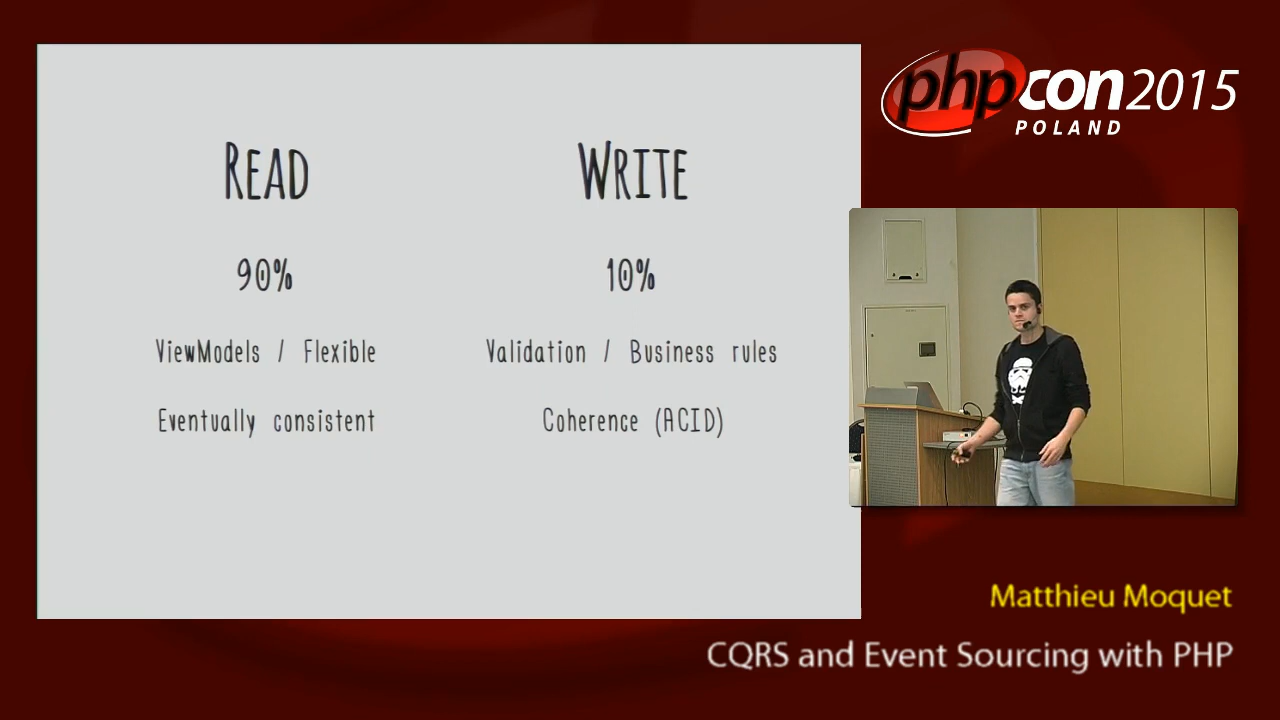 Read
Write
90%
10%
ViewModels / Flexible
Validation / Business rules
Eventually consistent
Coherence (ACID)
phpcon2015
POLAND
Matthieu Moquet
CQRS and Event Sourcing with PHP